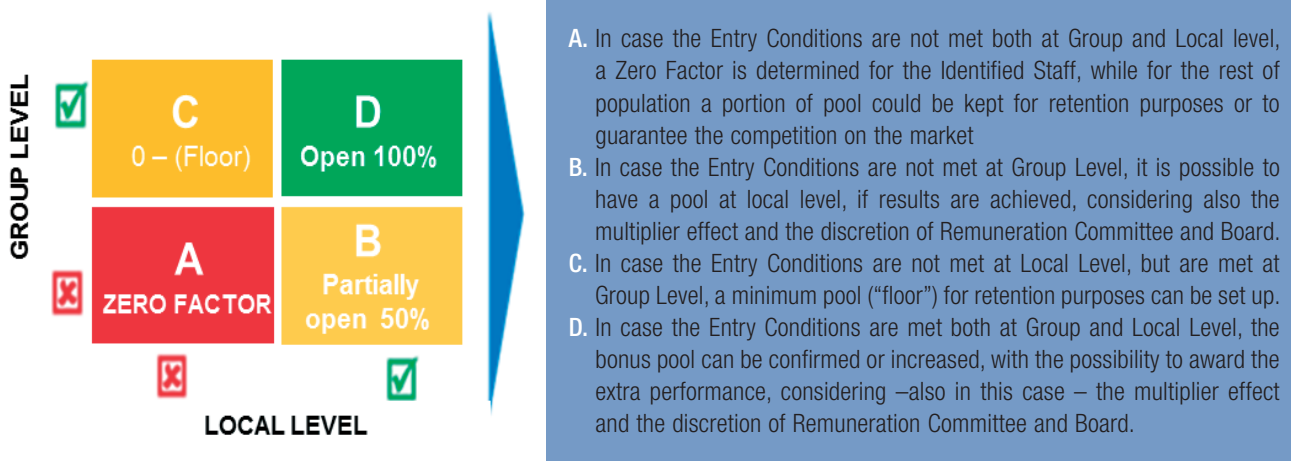 GROUP LEVEL
C
0 – (Floor)
D
Open 100%
A
ZERO FACTOR
B
Partially
open 50%
LOCAL LEVEL
A. In case the Entry Conditions are not met both at Group and Local level,
a Zero Factor is determined for the Identified Staff, while for the rest of
population a portion of pool could be kept for retention purposes or to
guarantee the competition on the market
B. In case the Entry Conditions are not met at Group Level, it is possible to
have a pool at local level, if results are achieved, considering also the
multiplier effect and the discretion of Remuneration Committee and Board.
C. In case the Entry Conditions are not met at Local Level, but are met at
Group Level, a minimum pool (“floor”) for retention purposes can be set up.
D. In case the Entry Conditions are met both at Group and Local Level, the
bonus pool can be confirmed or increased, with the possibility to award the
extra performance, considering –also in this case – the multiplier effect
and the discretion of Remuneration Committee and Board.